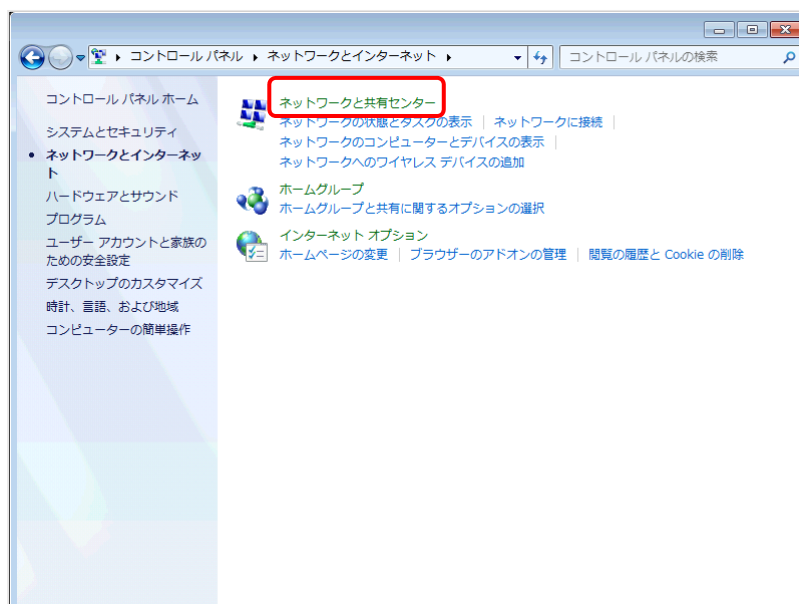 コントロール パネル ネットワークとインターネット コントロール パネルの検索
コントロール パネル ホーム
システムとセキュリティ
ネットワークとインターネッ
ト
ハードウェアとサウンド
プログラム
ユーザー アカウントと家族の
ための安全設定
デスクトップのカスタマイズ
時計、言語、および地域
コンピューターの簡単操作
ネットワークと共有センター
ネットワークの状態とタスクの表示 ネットワークに接続
ネットワークのコンピューターとデバイスの表示
ネットワークへのワイヤレス デバイスの追加
ホームグループ
ホームグループと共有に関するオプションの選択
インターネット オプション
ホームページの変更 ブラウザーのアドオンの管理 閲覧の履歴と Cookie の削除